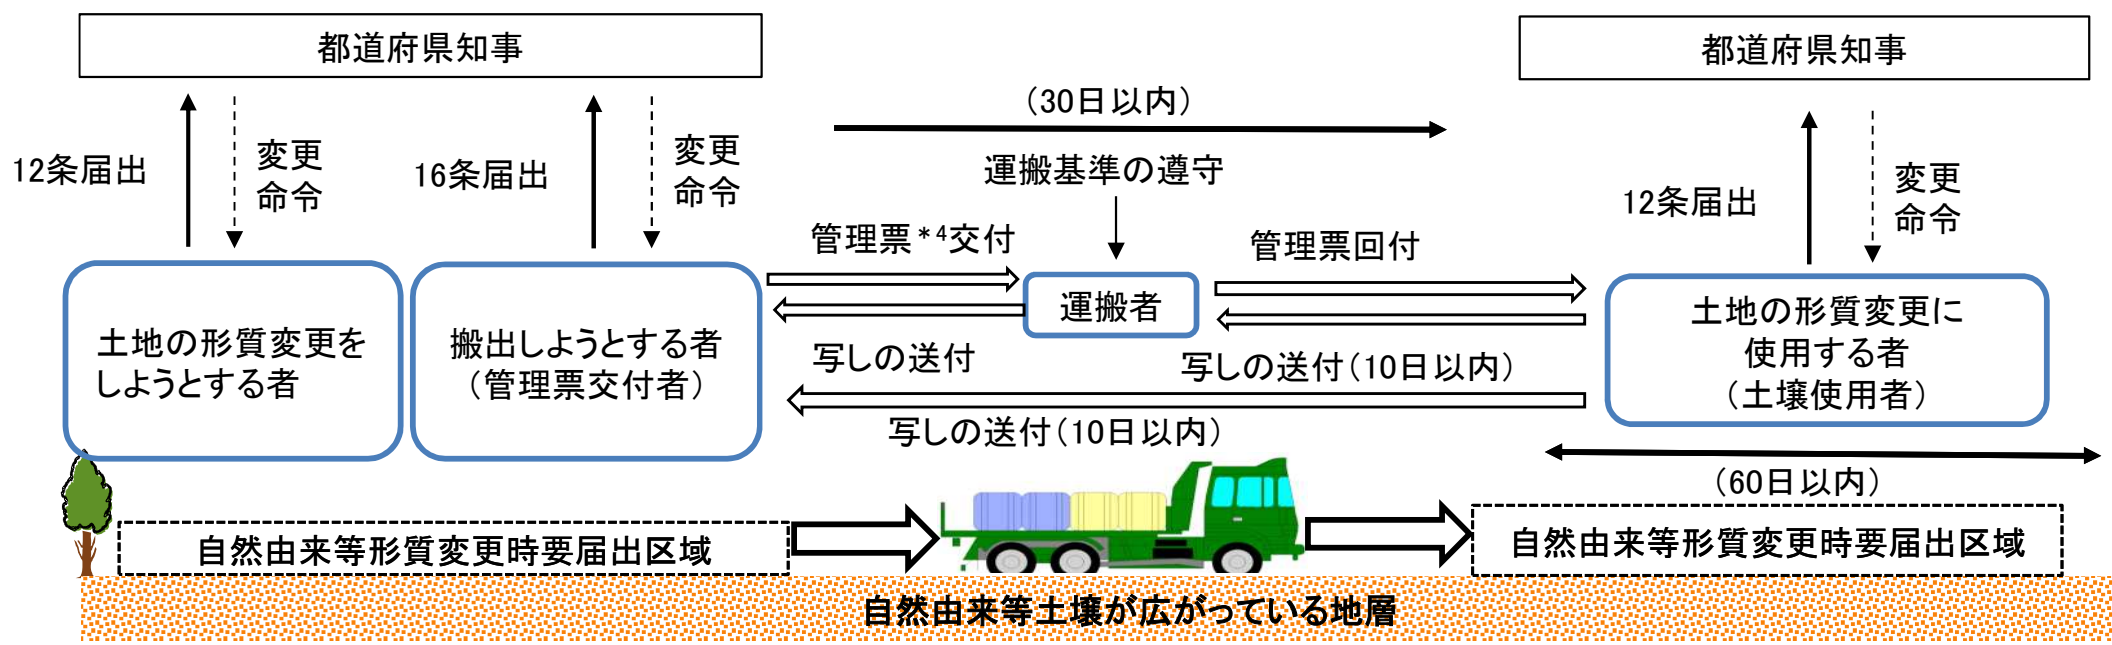 都道府県知事
都道府県知事
(30日以内)
12条届出
変更
命令
16条届出
変更
命令
運搬基準の遵守
12条届出
変更
命令
管理票*4交付
管理票回付
土地の形質変更を
しようとする者
搬出しようとする者
(管理票交付者)
運搬者
土地の形質変更に
使用する者
(土壌使用者)
写しの送付
写しの送付(10日以内)
写しの送付(10日以内)
(60日以内)
自然由来等形質変更時要届出区域
自然由来等形質変更時要届出区域
自然由来等土壌が広がっている地層